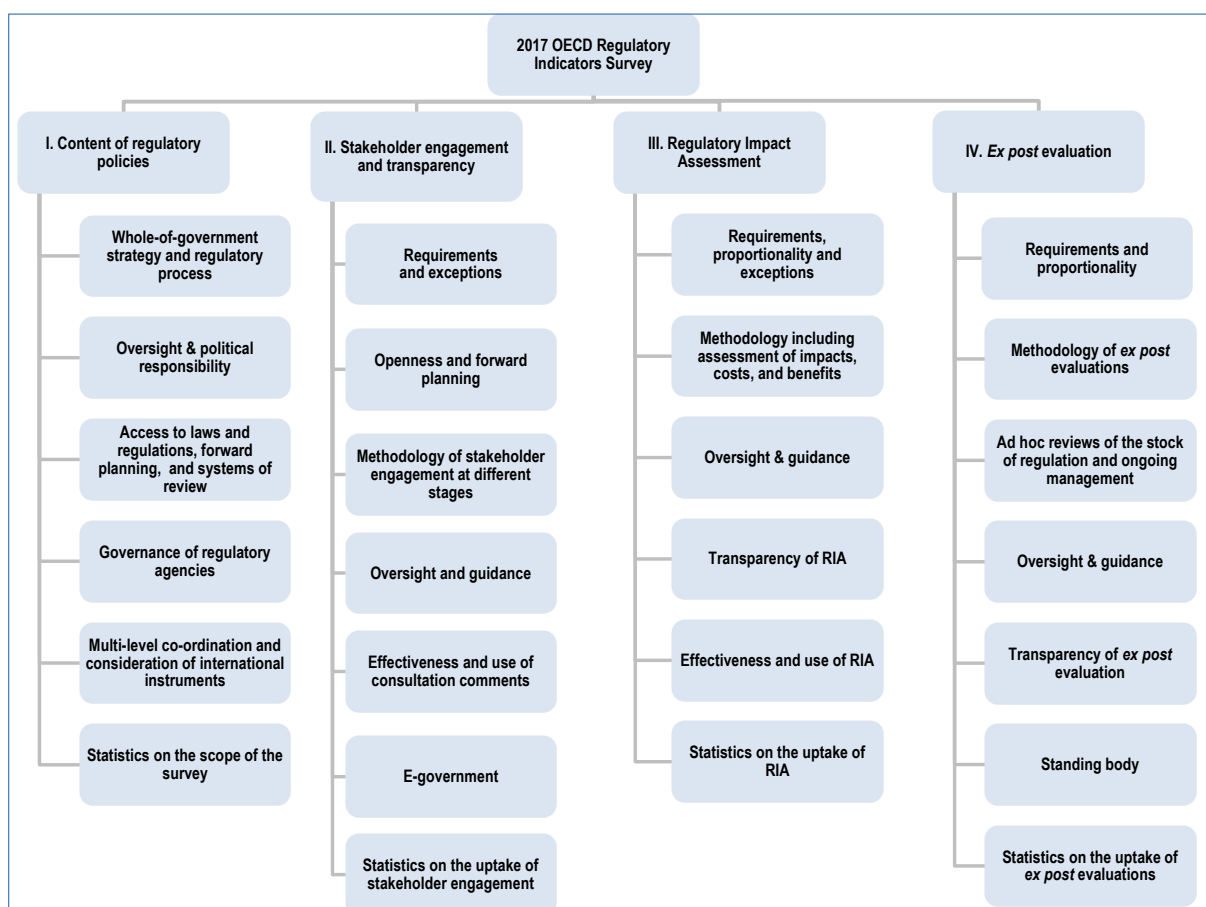 2017 OECD Regulatory
Indicators Survey
I. Content of regulatory
policies
Whole-of-government
strategy and regulatory
process
Oversight & political
responsibility
Access to laws and
regulations, forward
planning, and systems of
review
Governance of regulatory
agencies
Multi-level co-ordination and
consideration of international
instruments
Statistics on the scope of the
survey
II. Stakeholder engagement
and transparency
Requirements
and exceptions
Openness and forward
planning
Methodology of stakeholder
engagement at different
stages
Oversight and guidance
Effectiveness and use of
consultation comments
E-government
Statistics on the uptake of
stakeholder engagement
III. Regulatory Impact
Assessment
Requirements,
proportionality and
exceptions
Methodology including
assessment of impacts,
costs, and benefits
Oversight & guidance
Transparency of RIA
Effectiveness and use of RIA
Statistics on the uptake of
RIA
IV. Ex post evaluation
Requirements and
proportionality
Methodology of ex post
evaluations
Ad hoc reviews of the stock
of regulation and ongoing
management
Oversight & guidance
Transparency of ex post
evaluation
Standing body
Statistics on the uptake of
ex post evaluations